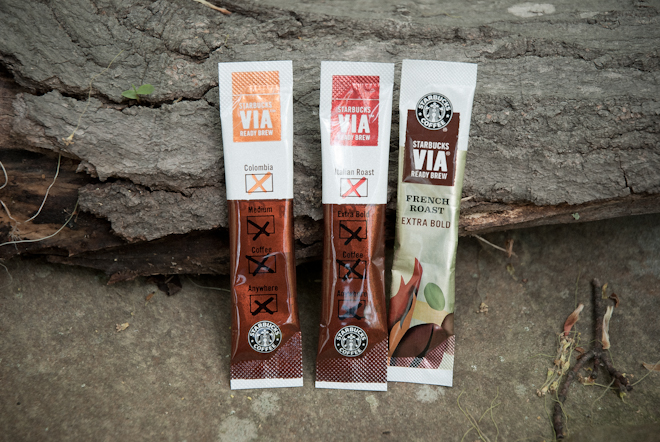 STARBUCKS
VIA
READY BREW
Colombia
Medium
Coffee
Anywhere
STARBUCKS
COFFEE
STARBUCKS
VIA
READY BREW
Italian Roast
Extra Bold
Coffee
STARBUCKS
COFFEE
STARBUCKS
COFFEE
STARBUCKS
VIA
READY BREW
FRENCH
ROAST
EXTRA BOLD